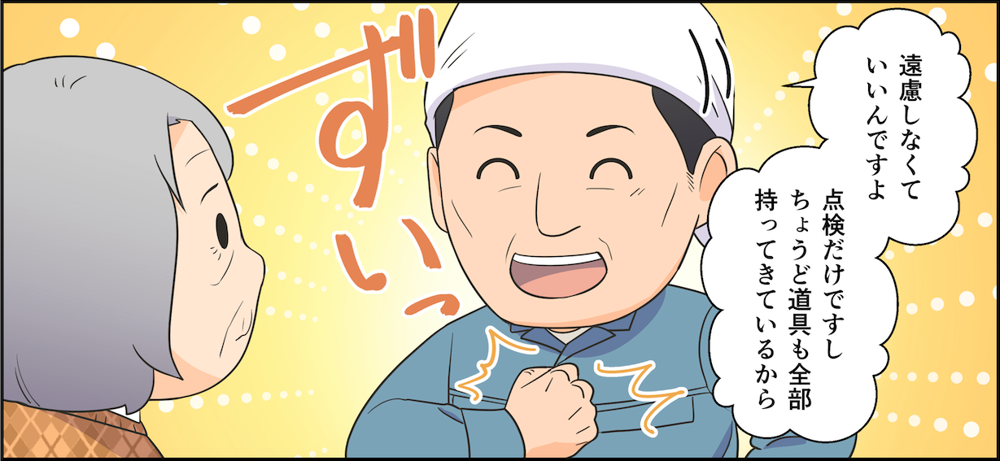 遠慮しなくて
いいんですよ
点検だけですし
ちょうど道具も全部
持ってきているから
ずいっ